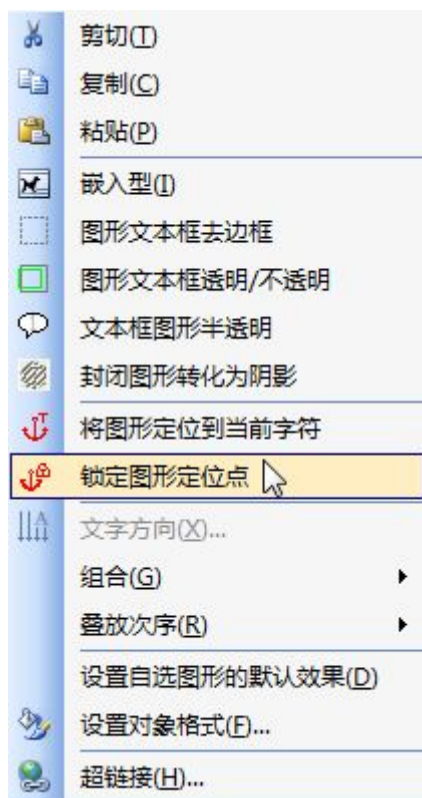 剪切(T)
复制(C)
粘贴(P)
嵌入型(I)
图形文本框去边框
图形文本框透明/不透明
文本框图形半透明
封闭图形转化为阴影
将图形定位到当前字符
锁定图形定位点
文字方向(X)...
组合(G)
叠放次序(R)
设置自选图形的默认效果(D)
设置对象格式(F)...
超链接(H)...